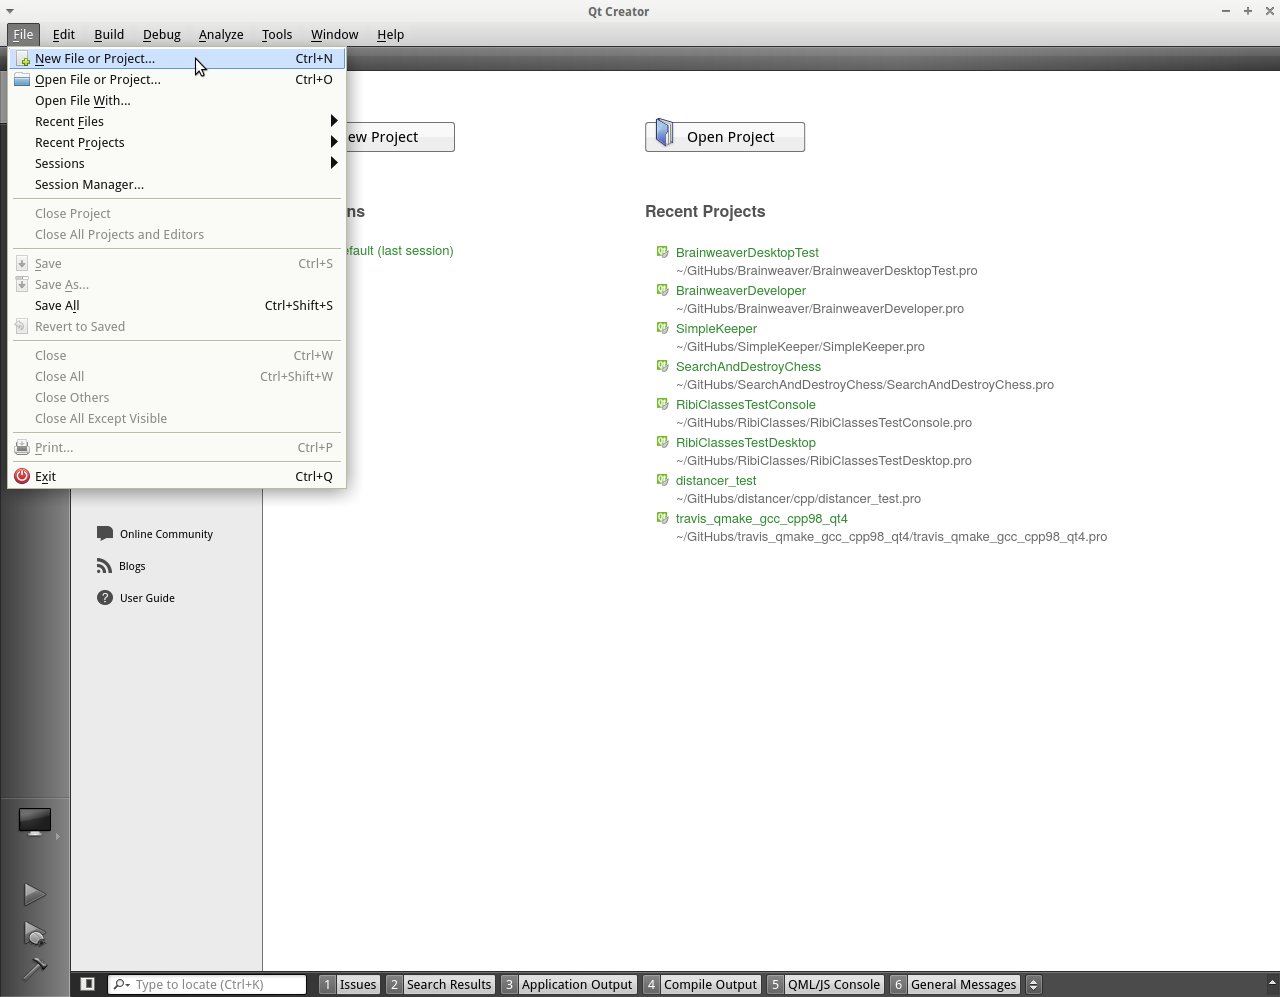 Qt Creator
File Edit Build Debug Analyze Tools Window Help
New File or Project... Ctrl+N
Open File or Project... Ctrl+O
Open File With...
Recent Files
Recent Projects
Sessions
Session Manager...
Close Project
Close All Projects and Editors
Save Ctrl+S
Save As...
Save All Ctrl+Shift+S
Revert to Saved
Close Ctrl+W
Close All Ctrl+Shift+W
Close Others
Close All Except Visible
Print... Ctrl+P
Exit Ctrl+Q
ew Project
ns
efault (last session)
Online Community
Blogs
User Guide
Open Project
Recent Projects
BrainweaverDesktopTest
~/GitHubs/Brainweaver/BrainweaverDesktopTest.pro
BrainweaverDeveloper
~/GitHubs/Brainweaver/BrainweaverDeveloper.pro
SimpleKeeper
~/GitHubs/SimpleKeeper/SimpleKeeper.pro
SearchAndDestroyChess
~/GitHubs/SearchAndDestroyChess/SearchAndDestroyChess.pro
RibiClassesTestConsole
~/GitHubs/RibiClasses/RibiClassesTestConsole.pro
RibiClassesTestDesktop
~/GitHubs/RibiClasses/RibiClassesTestDesktop.pro
distancer_test
~/GitHubs/distancer/cpp/distancer_test.pro
travis_qmake_gcc_cpp98_qt4
~/GitHubs/travis_qmake_gcc_cpp98_qt4/travis_qmake_gcc_cpp98_qt4.pro
Type to locate (Ctrl+K) 1 Issues 2 Search Results 3 Application Output 4 Compile Output 5 QML/JS Console 6 General Messages